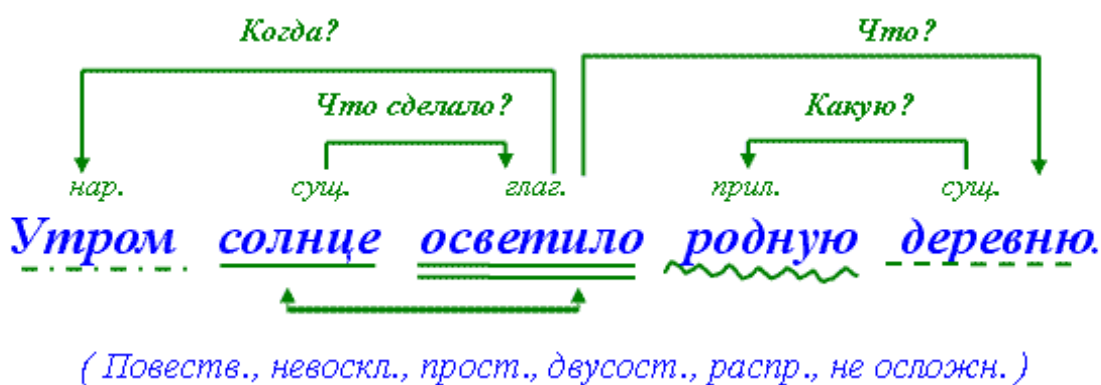 Когда? Что?
Что сделало? Какую?
нар. сущ. глаг. прил. сущ.
Утром солнце осветило родную деревню.
( Повеств., невоскл., прост., двусост., распр., не осложн. )